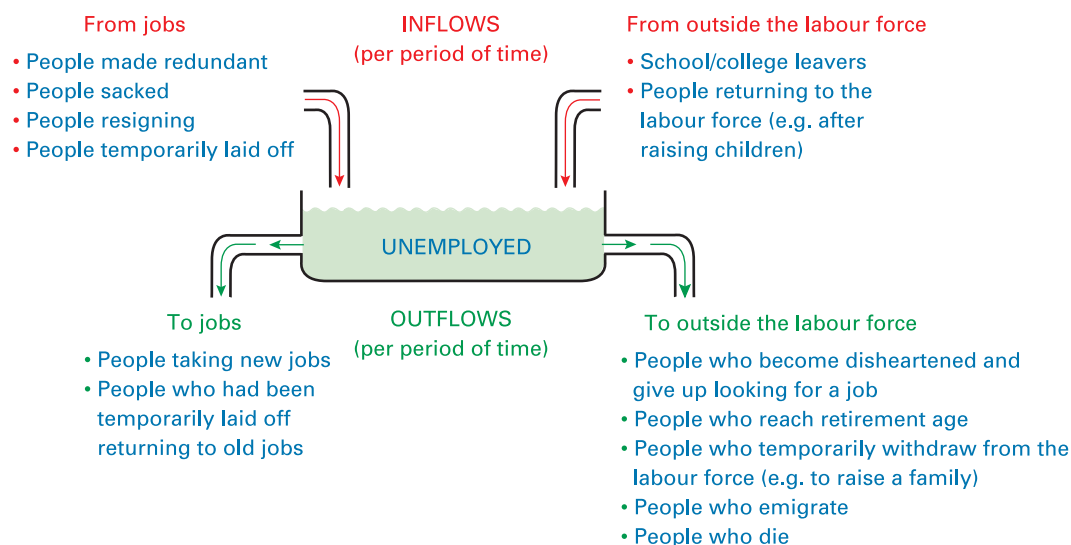 From jobs
• People made redundant
• People sacked
• People resigning
• People temporarily laid off
INFLOWS
(per period of time)
From outside the labour force
• School/college leavers
• People returning to the
labour force (e.g. after
raising children)
UNEMPLOYED
To jobs
• People taking new jobs
• People who had been
temporarily laid off
returning to old jobs
OUTFLOWS
(per period of time)
To outside the labour force
• People who become disheartened and
give up looking for a job
• People who reach retirement age
• People who temporarily withdraw from the
labour force (e.g. to raise a family)
• People who emigrate
• People who die